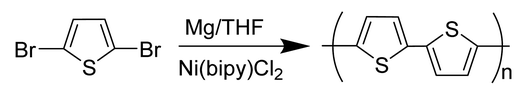 Mg/THF
Br S Br
Ni(bipy)Cl2
S S n